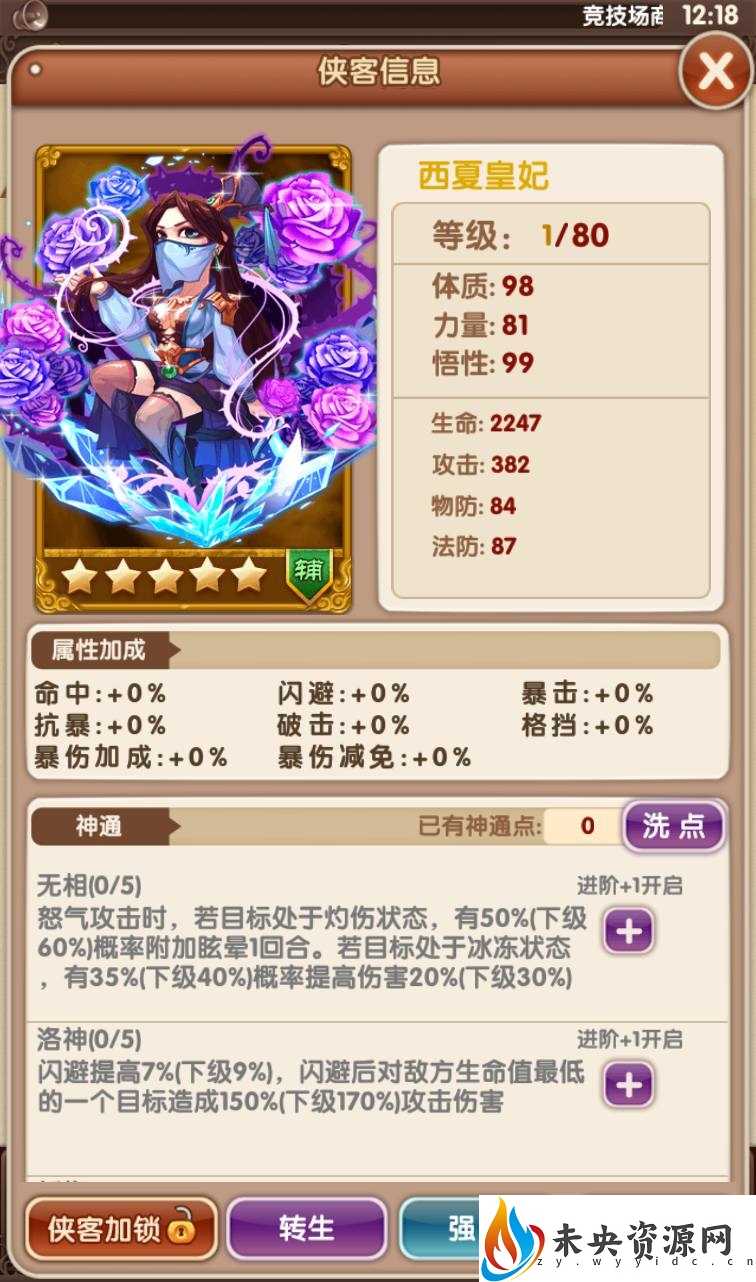 竞技场商 12:18
侠客信息
西夏皇妃
等级： 1/80
体质: 98
力量: 81
悟性: 99
生命: 2247
攻击: 382
物防: 84
法防: 87
辅
属性加成
命中:+0% 闪避:+0% 暴击:+0%
抗暴:+0% 破击:+0% 格挡:+0%
暴伤加成:+0% 暴伤减免:+0%
神通 已有神通点: 0 洗点
无相(0/5) 进阶+1开启
怒气攻击时，若目标处于灼伤状态，有50%(下级
60%)概率附加眩晕1回合。若目标处于冰冻状态
，有35%(下级40%)概率提高伤害20%(下级30%)
洛神(0/5) 进阶+1开启
闪避提高7%(下级9%)，闪避后对敌方生命值最低
的一个目标造成150%(下级170%)攻击伤害
侠客加锁 转生 强
未央资源网
zy.wyyidc.cn